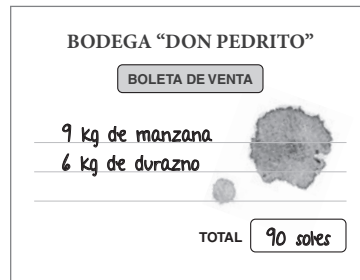 BODEGA “DON PEDRITO”
BOLETA DE VENTA
9 kg de manzana
6 kg de durazno
TOTAL 90 soles